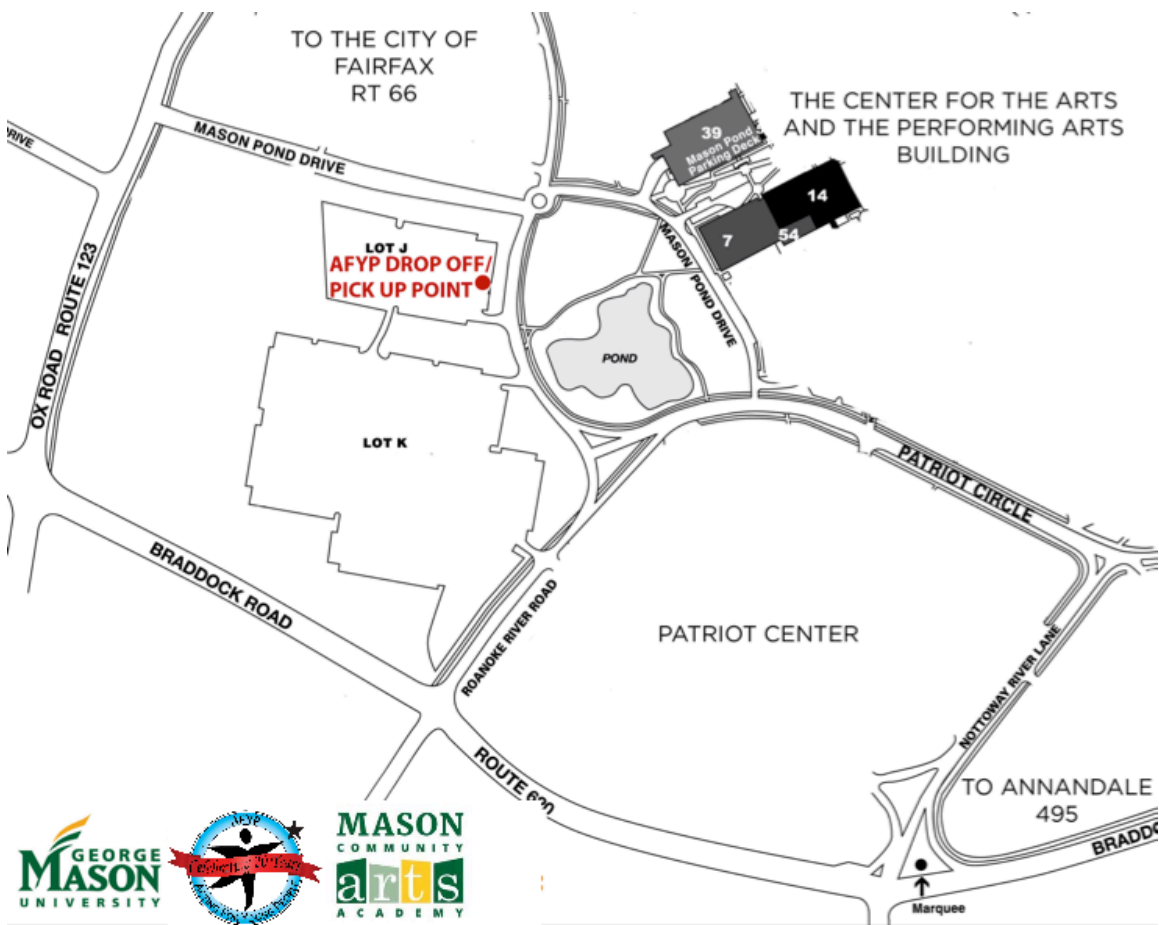 TO THE CITY OF
FAIRFAX
RT 66
THE CENTER FOR THE ARTS
AND THE PERFORMING ARTS
BUILDING
39
Mason Pond
Parking Deck
14
54
7
DRIVE
MASON POND DRIVE
MASON POND DRIVE
LOT J
AFYP DROP OFF/
PICK UP POINT
OX ROAD ROUTE 123
POND
LOT K
PATRIOT CIRCLE
BRADDOCK ROAD
ROANOKE RIVER ROAD
PATRIOT CENTER
NOTTOWAY RIVER LANE
ROUTE 620
TO ANNANDALE
495
BRADDO
Marquee
GEORGE
MASON
UNIVERSITY
AFYP
MASON
COMMUNITY
arts
ACADEMY